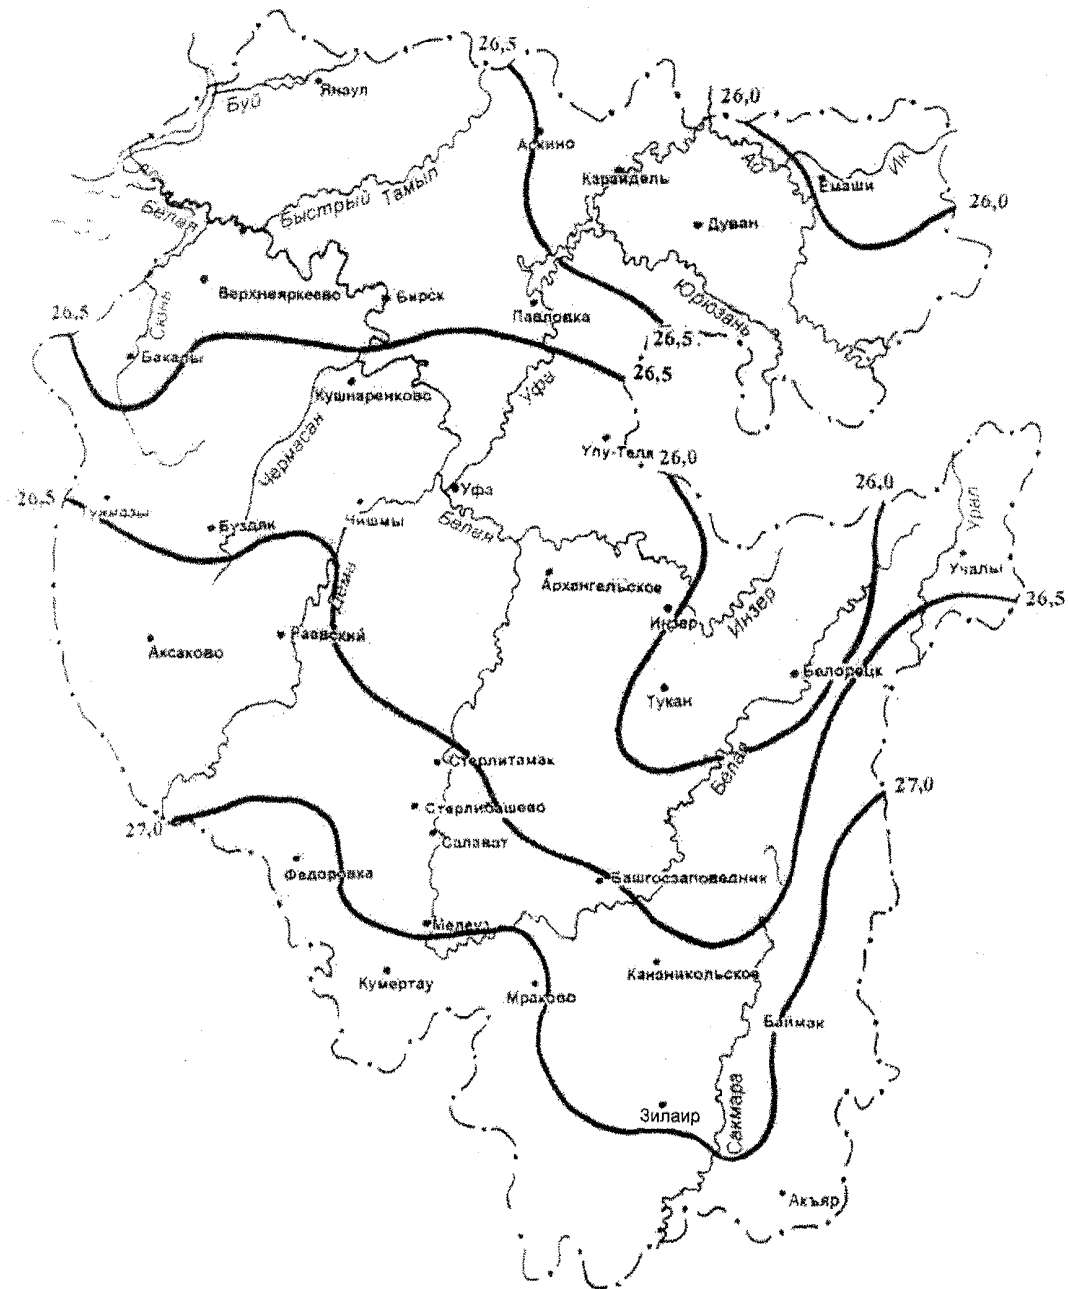 26,5
Янаул
Буй
26,0
Аскино
Ик
Ай
Караидель
Емаши
Быстрый Тамып
26,0
Белая
Дуван
Верхнеяркеево
Бирск
Юрюзань
Павловка
26,5
Сюнь
26,5
Бакалы
26,5
Кушнаренково
Уфа
Чермасан
Улу-Теляк
26,0
26,0
26,5
Уфа
Туймазы
Буздяк
Чишмы
Белая
Урал
Учалы
Архангельское
Дема
26,5
Инзер
Инзер
Раевский
Аксаково
Белорецк
Тукан
Стерлитамак
Белая
27,0
Стерлибашево
27,0
Салават
Федоровка
Башгосзаповедник
Мелеуз
Кананикольское
Кумертау
Мраково
Баймак
Зилаир
Сакмара
Акъяр